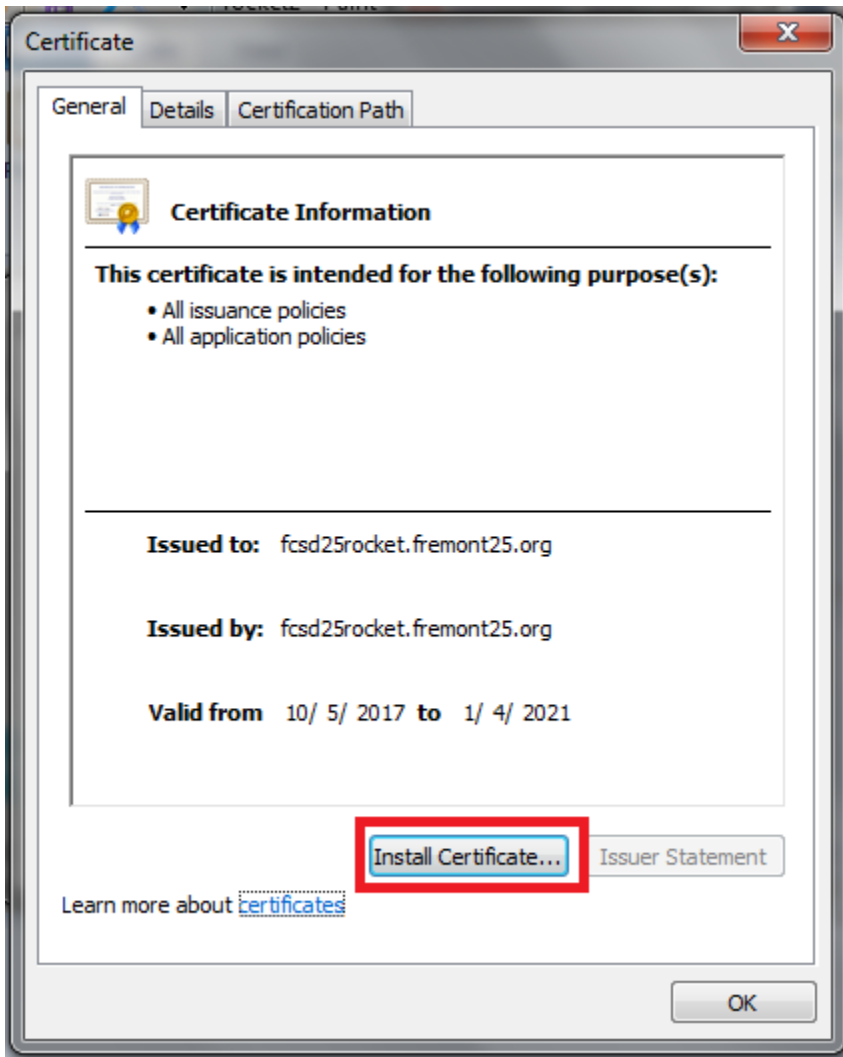 Certificate
General Details Certification Path
Certificate Information
This certificate is intended for the following purpose(s):
• All issuance policies
• All application policies
Issued to: fcsd25rocket.fremont25.org
Issued by: fcsd25rocket.fremont25.org
Valid from 10/ 5/ 2017 to 1/ 4/ 2021
Install Certificate... Issuer Statement
Learn more about certificates
OK